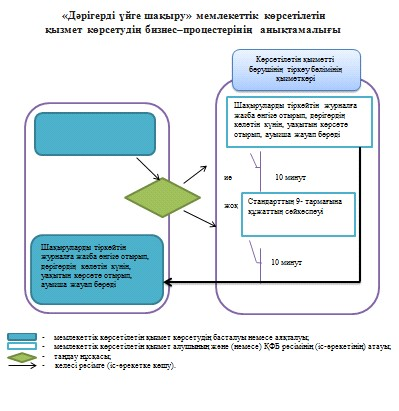 «Дәрігерді үйге шақыру» мемлекеттік көрсетілетін
қызмет көрсетудің бизнес–процестерінің анықтамалығы
Көрсетілетін қызметті
берушінің тіркеу бөлімінің
қызметкері
Шақыруларды тіркейтін журналға
жазба енгізе отырып, дәрігердің
келетін күнін, уақытын көрсете
отырып, ауызша жауап береді
ие
10 минут
жоқ
Стандарттың 9- тармағына
құжаттың сәйкеспеуі
10 минут
Шақыруларды тіркейтін
журналға жазба енгізе отырып,
дәрігердің келетін күнін,
уақытын көрсете отырып,
ауызша жауап береді
- мемлекеттік көрсетілетін қызмет көрсетудің басталуы немесе аяқталуы;
- мемлекеттік көрсетілетін қызмет алушының және (немесе) ҚФБ рәсімінің (іс-әрекетінің) атауы;
- таңдау нұсқасы;
- келесі рәсімге (іс-әрекетке көшу).